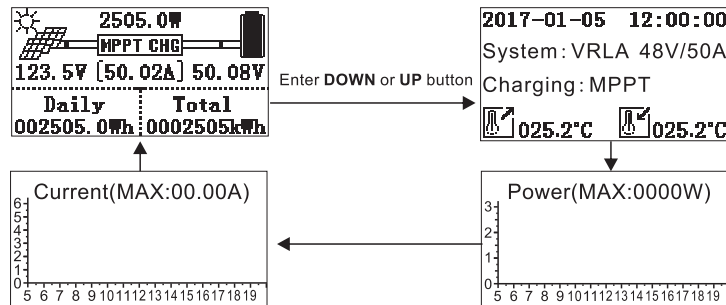 2505.0W
MPPT CHG
123.5V [50.02A] 50.08V
Daily Total
002505.0Wh 0002505kWh
Enter DOWN or UP button
2017-01-05 12:00:00
System: VRLA 48V/50A
Charging: MPPT
025.2°C 025.2°C
Current(MAX:00.00A)
6
5
4
3
2
1
0
5 6 7 8 9 10 11 12 13 14 15 16 17 18 19
Power(MAX:0000W)
3
2
1
0
5 6 7 8 9 10 11 12 13 14 15 16 17 18 19